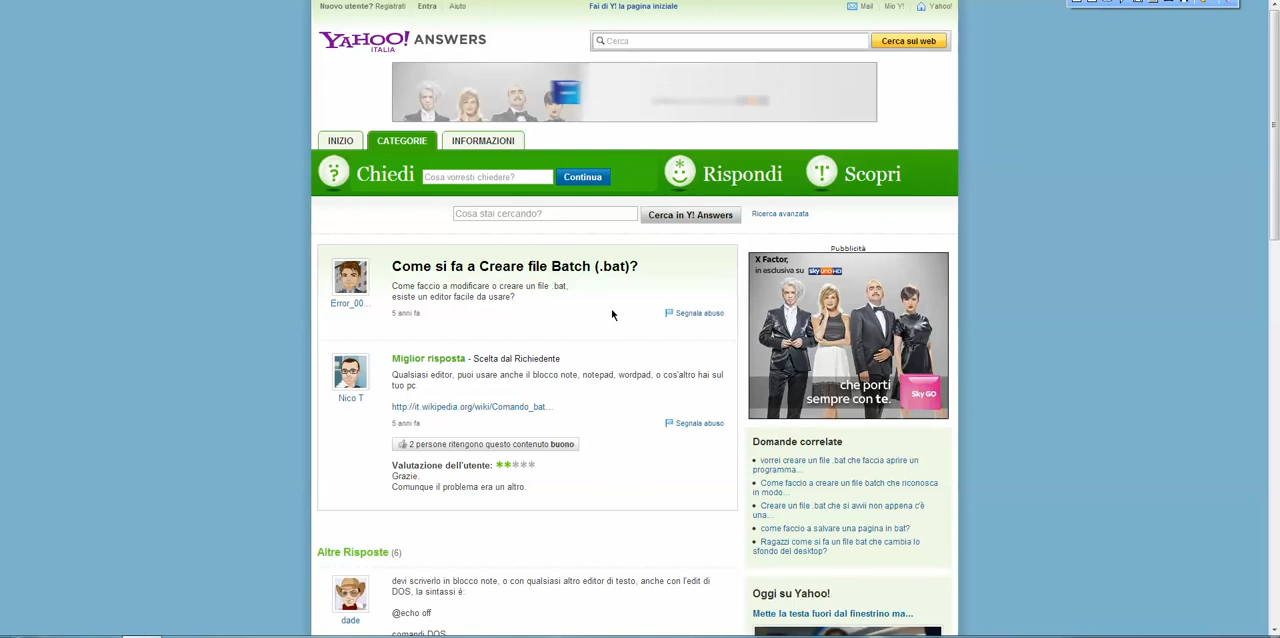 Nuovo utente? Registrati Entra Aiuto Fai di Y! la pagina iniziale Mail Mio Y! Yahoo!
YAHOO! ITALIA ANSWERS
Cerca Cerca sul web
INIZIO CATEGORIE INFORMAZIONI
Chiedi Cosa vorresti chiedere? Continua Rispondi Scopri
Cosa stai cercando? Cerca in Y! Answers Ricerca avanzata
Come si fa a Creare file Batch (.bat)?
Come faccio a modificare o creare un file .bat,
esiste un editor facile da usare?
Error_00...
5 anni fa Segnala abuso
Miglior risposta - Scelta dal Richiedente
Qualsiasi editor, puoi usare anche il blocco note, notepad, wordpad, o cos'altro hai sul
tuo pc.
Nico T
http://it.wikipedia.org/wiki/Comando_bat...
5 anni fa Segnala abuso
2 persone ritengono questo contenuto buono
Valutazione dell'utente:
Grazie.
Comunque il problema era un altro.
Altre Risposte (6)
devi scriverlo in blocco note, o con qualsiasi altro editor di testo, anche con l'edit di
DOS, la sintassi è:
@echo off
dade
comandi DOS
Pubblicità
X Factor,
in esclusiva su sky uno HD
che porti
sempre con te.
Sky GO
Domande correlate
vorrei creare un file .bat che faccia aprire un
programma...
Come faccio a creare un file batch che riconosca
in modo...
Creare un file .bat che si avvii non appena c'è
una...
come faccio a salvare una pagina in bat?
Ragazzi come si fa un file bat che cambia lo
sfondo del desktop?
Oggi su Yahoo!
Mette la testa fuori dal finestrino ma...